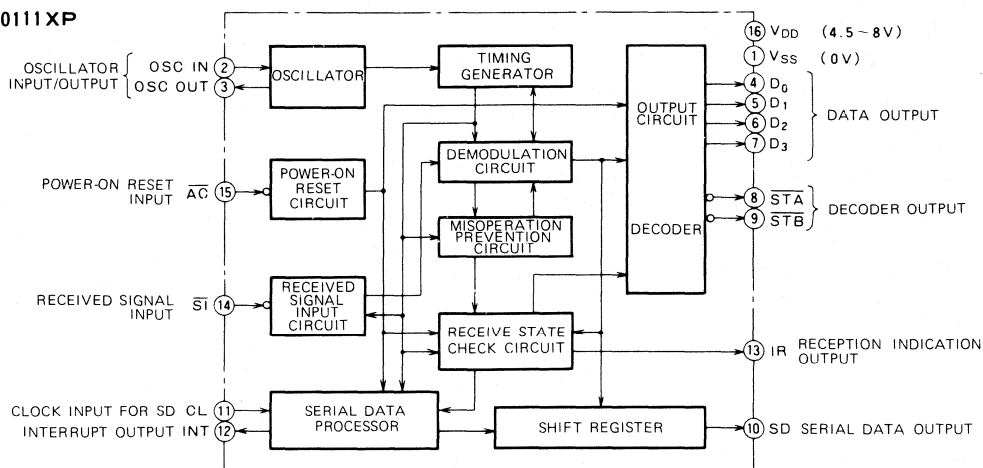 0111XP
OSCILLATOR
INPUT/OUTPUT
OSC IN 2
OSC OUT 3
OSCILLATOR
TIMING
GENERATOR
OUTPUT
CIRCUIT
DECODER
16 VDD (4.5~8V)
1 VSS (0V)
4 D0
5 D1
6 D2
7 D3
DATA OUTPUT
POWER-ON RESET
INPUT
A̅C̅ 15
POWER-ON
RESET
CIRCUIT
DEMODULATION
CIRCUIT
8 S̅T̅A̅
9 S̅T̅B̅
DECODER OUTPUT
MISOPERATION
PREVENTION
CIRCUIT
RECEIVED SIGNAL
INPUT
S̅I̅ 14
RECEIVED
SIGNAL
INPUT
CIRCUIT
RECEIVE STATE
CHECK CIRCUIT
13 IR RECEPTION INDICATION
OUTPUT
CLOCK INPUT FOR SD CL 11
INTERRUPT OUTPUT INT 12
SERIAL DATA
PROCESSOR
SHIFT REGISTER
10 SD SERIAL DATA OUTPUT